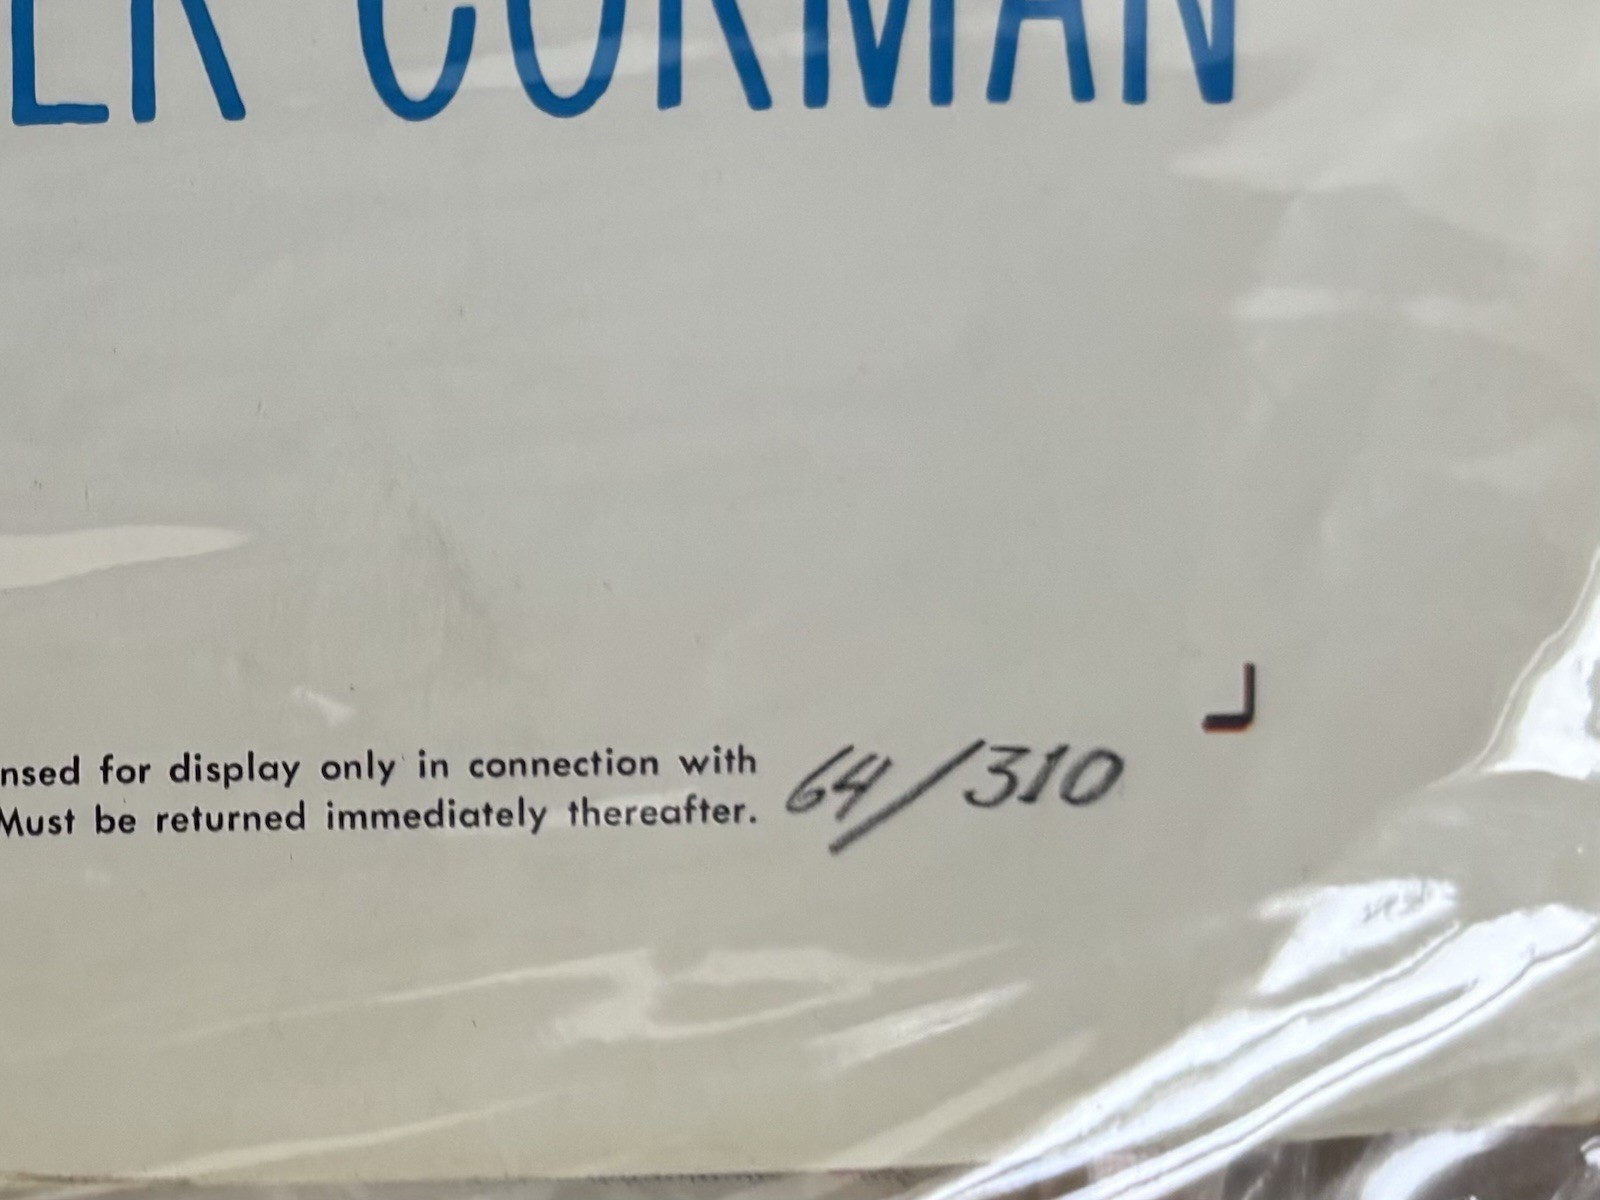 ER CORMAN
nsed for display only in connection with
Must be returned immediately thereafter.
64/310